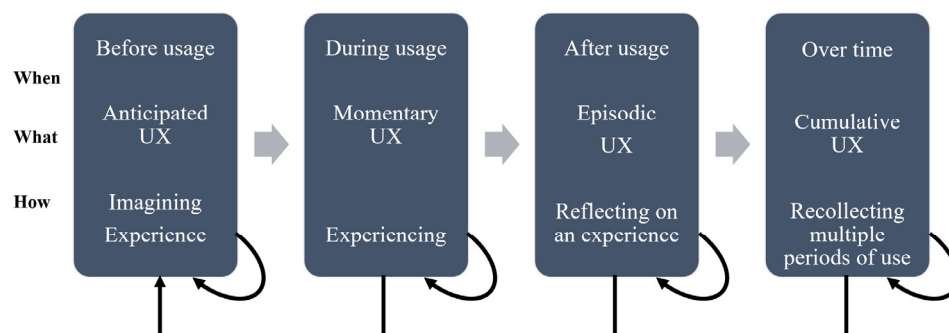 When
What
How
Before usage
Anticipated
UX
Imagining
Experience
During usage
Momentary
UX
Experiencing
After usage
Episodic
UX
Reflecting on
an experience
Over time
Cumulative
UX
Recollecting
multiple
periods of use